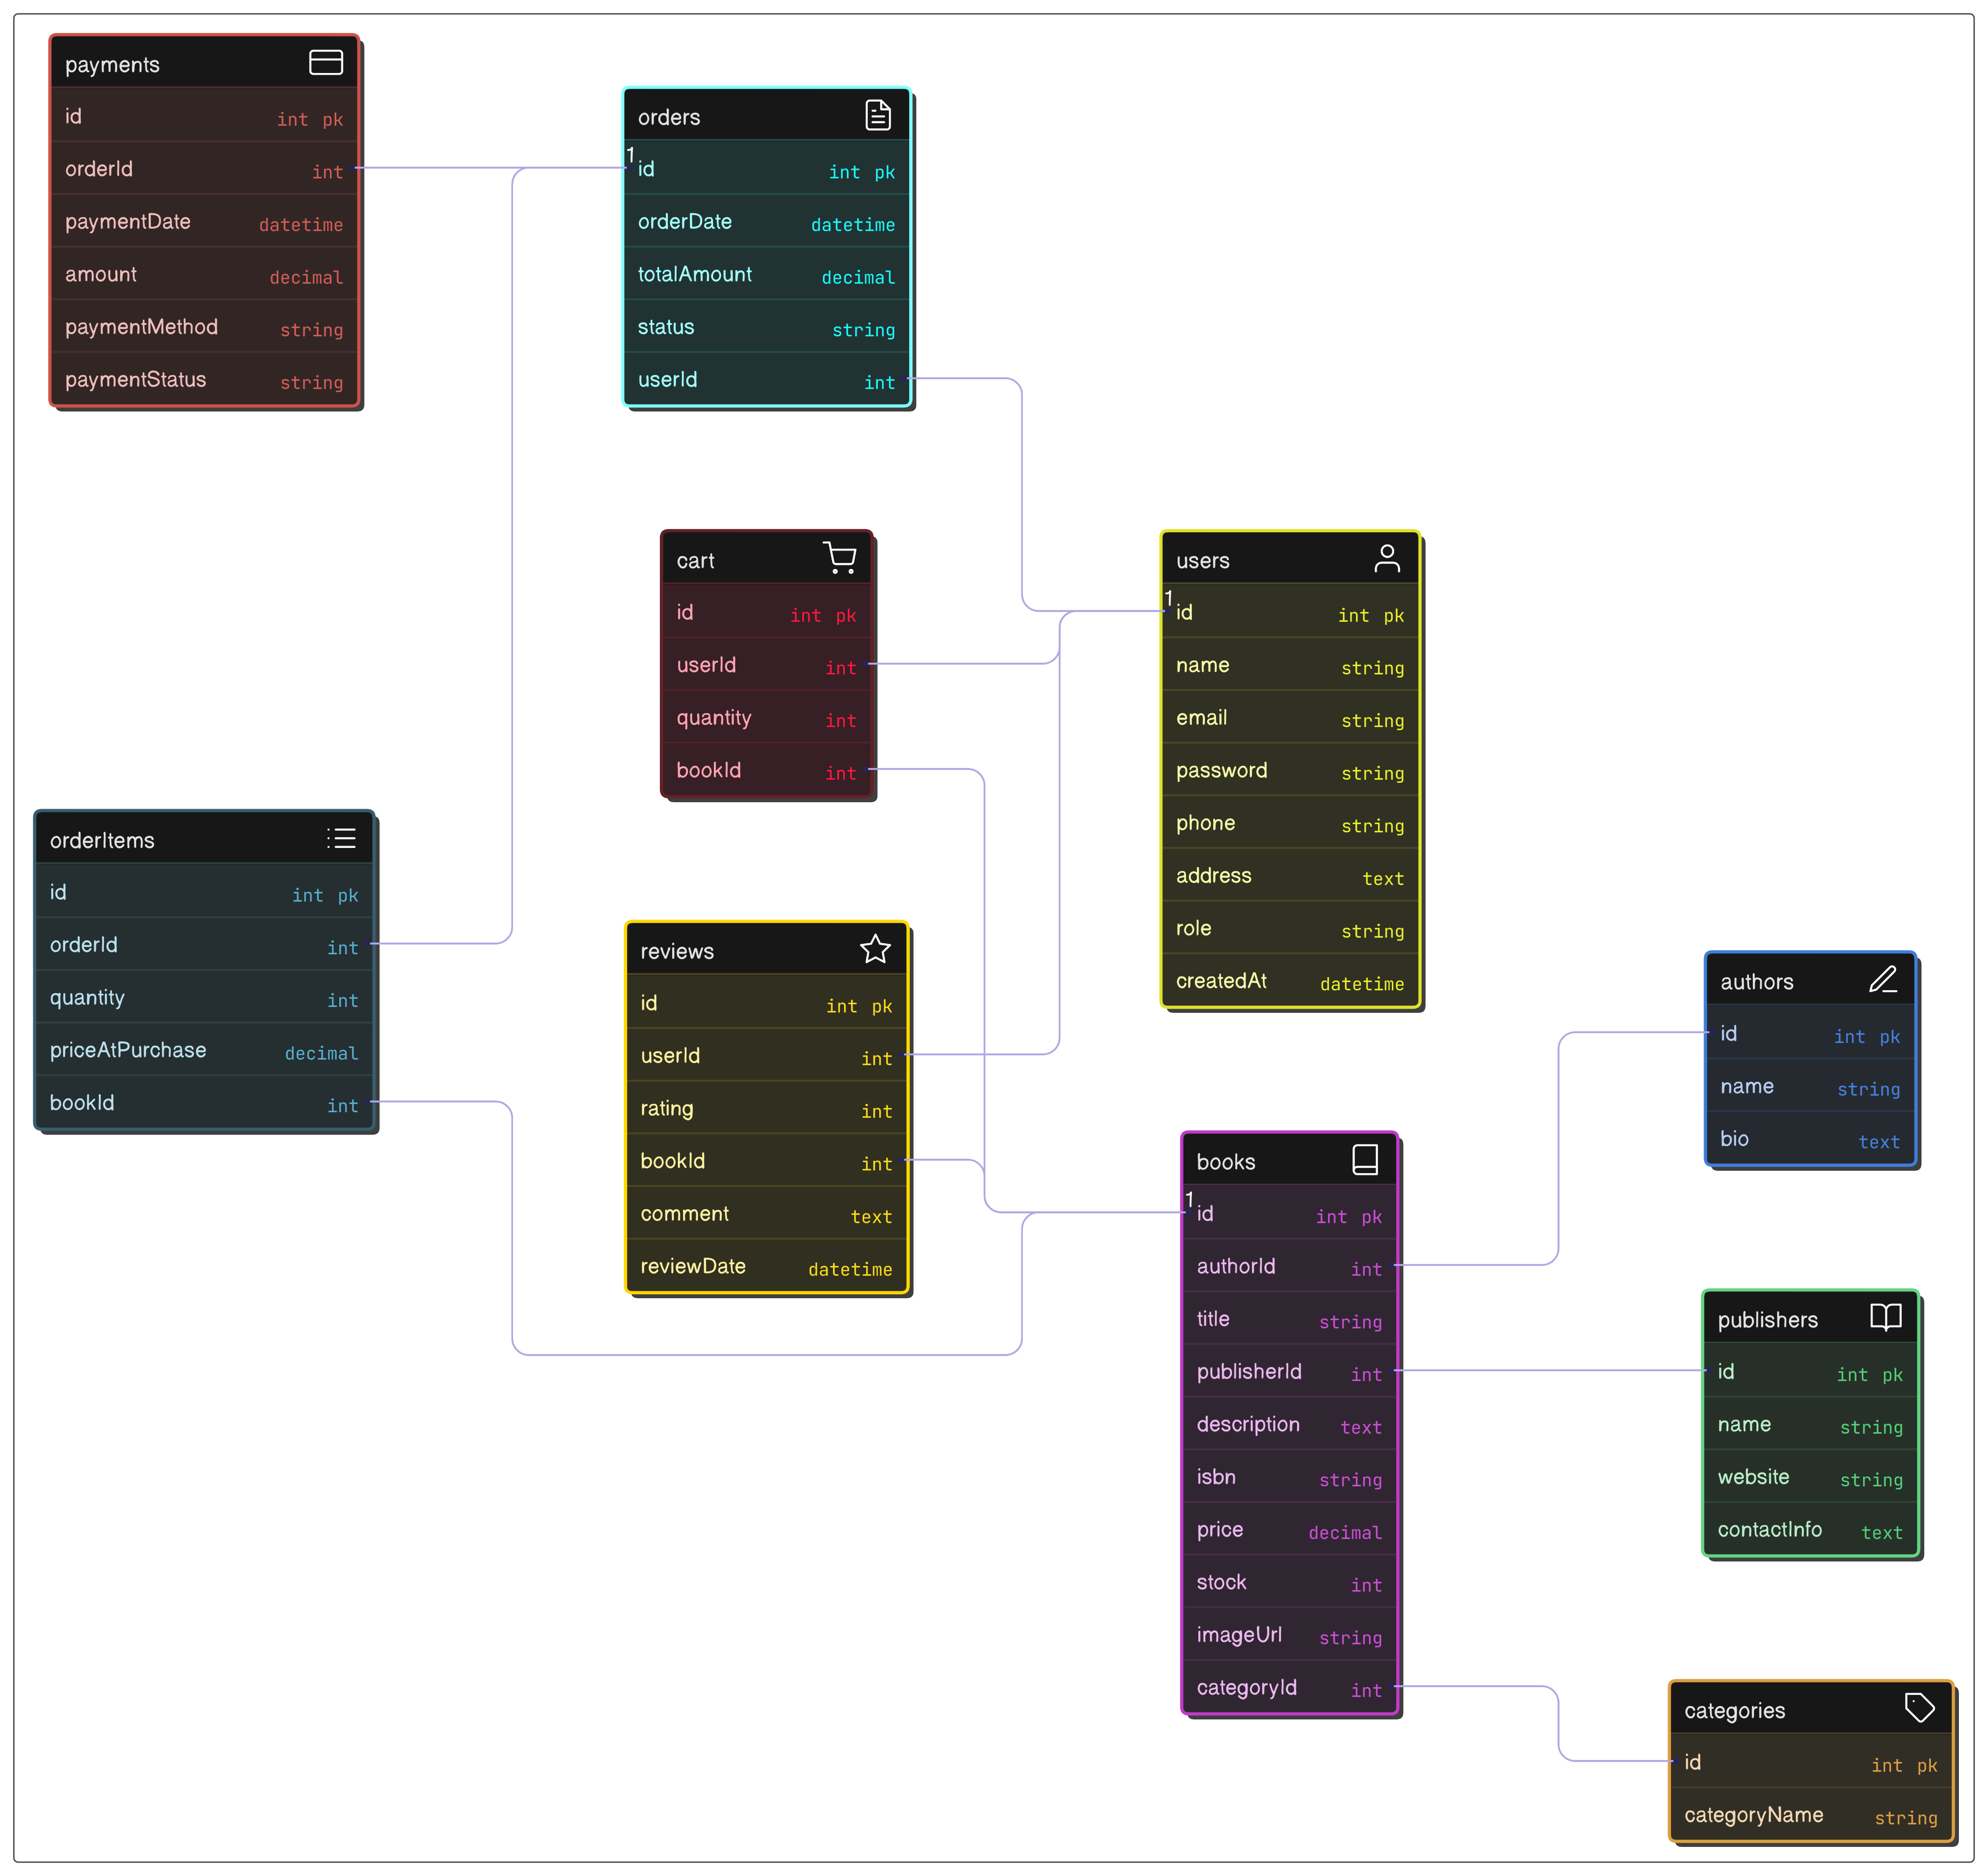 payments
id int pk
orderId int
paymentDate datetime
amount decimal
paymentMethod string
paymentStatus string
orders
1
id int pk
orderDate datetime
totalAmount decimal
status string
userId int
cart
id int pk
userId int
quantity int
bookId int
users
1
id int pk
name string
email string
password string
phone string
address text
role string
createdAt datetime
orderItems
id int pk
orderId int
quantity int
priceAtPurchase decimal
bookId int
reviews
id int pk
userId int
rating int
bookId int
comment text
reviewDate datetime
authors
id int pk
name string
bio text
books
1
id int pk
authorId int
title string
publisherId int
description text
isbn string
price decimal
stock int
imageUrl string
categoryId int
publishers
id int pk
name string
website string
contactInfo text
categories
id int pk
categoryName string